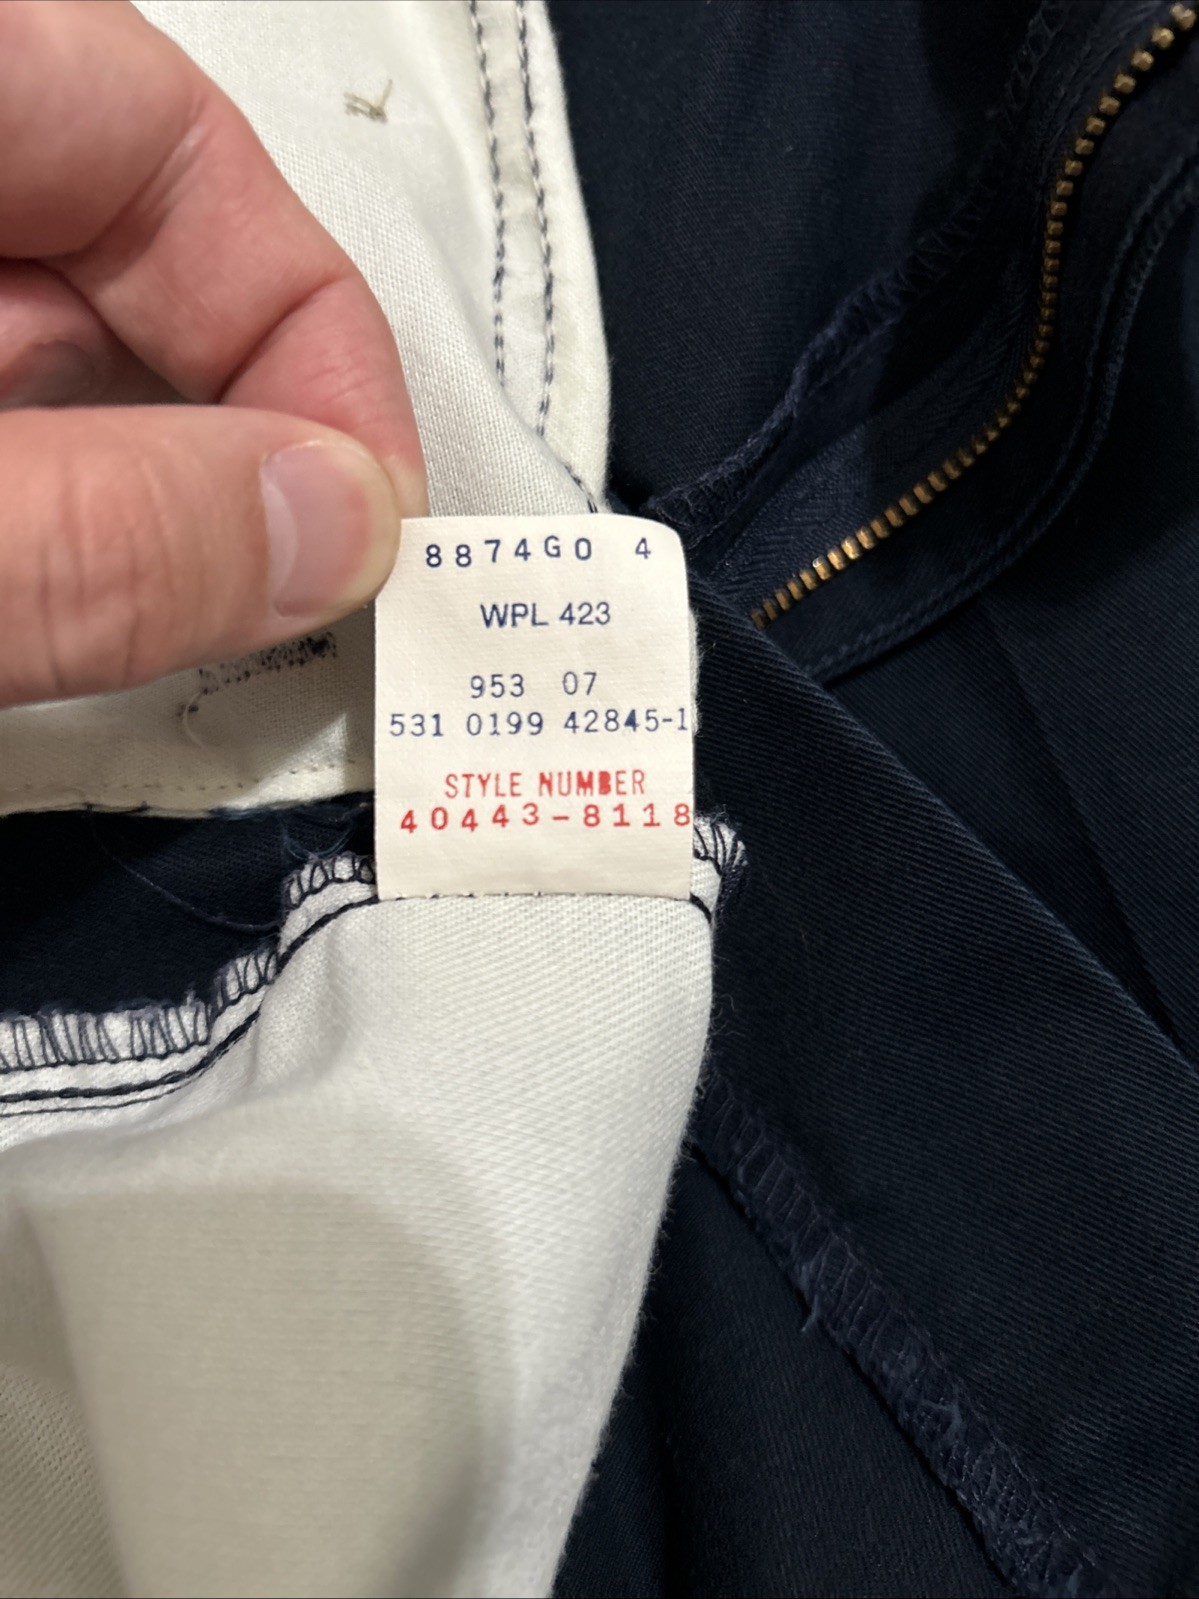 8874G0 4
WPL 423
953 07
531 0199 42845-1
STYLE NUMBER
40443-8118